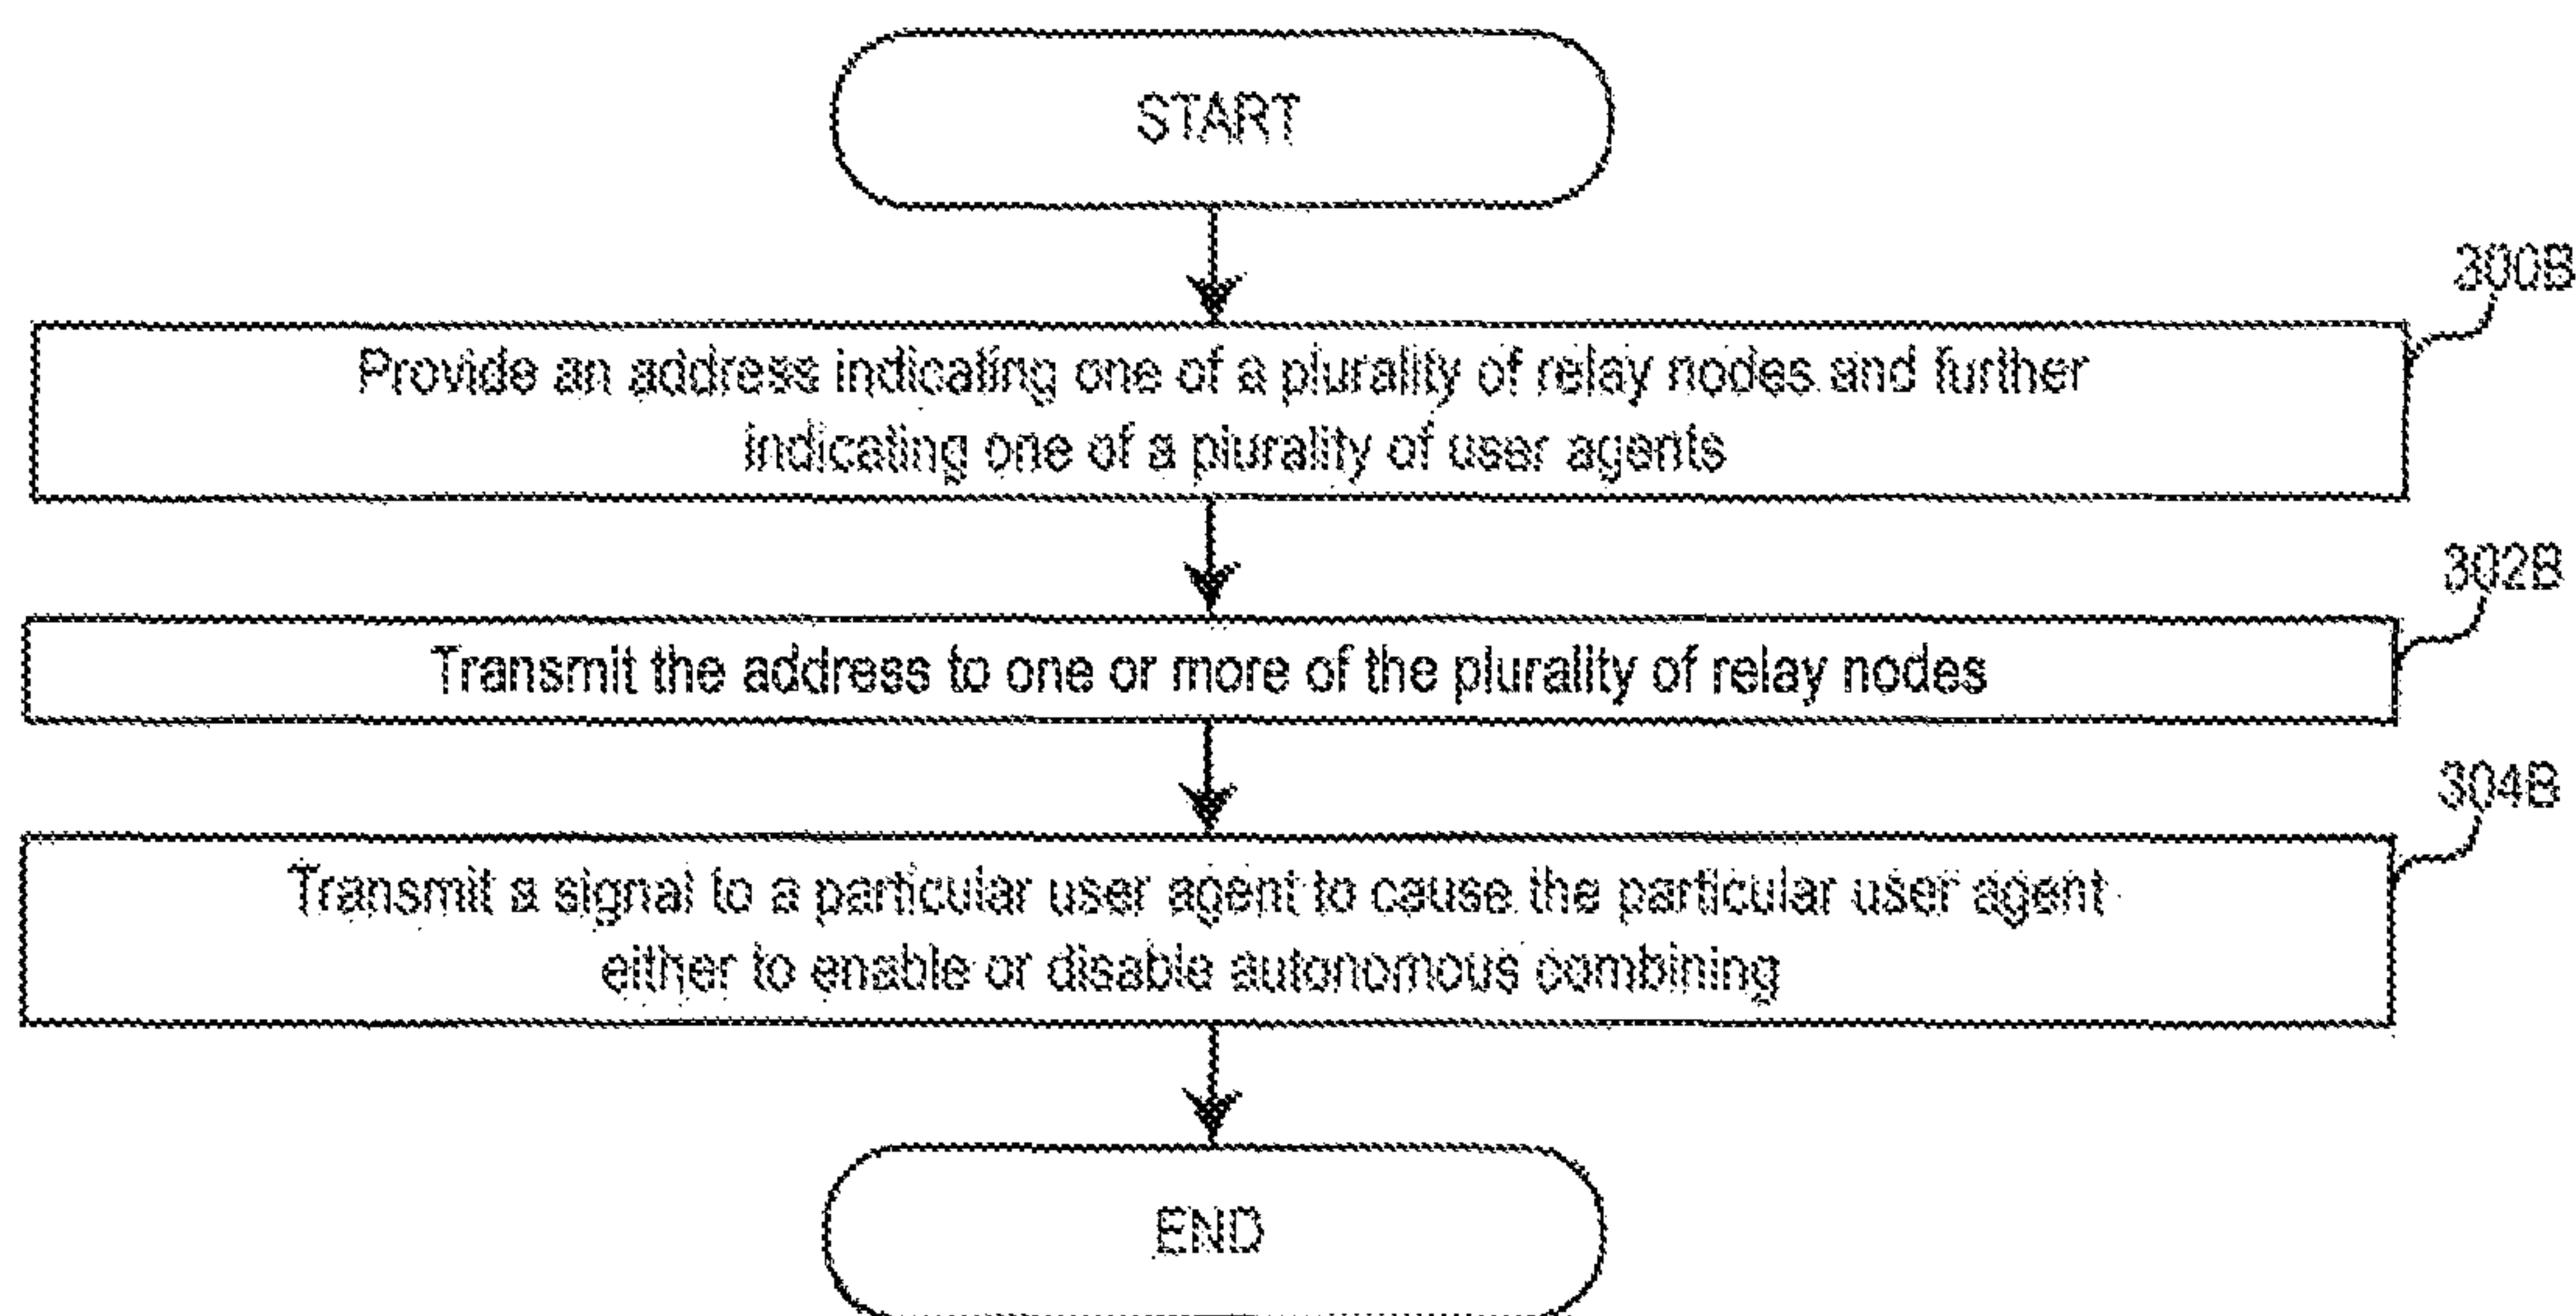 START
300B
Provide an address indicating one of a plurality of relay nodes and further
indicating one of a plurality of user agents
302B
Transmit the address to one or more of the plurality of relay nodes
304B
Transmit a signal to a particular user agent to cause the particular user agent
either to enable or disable autonomous combining
END